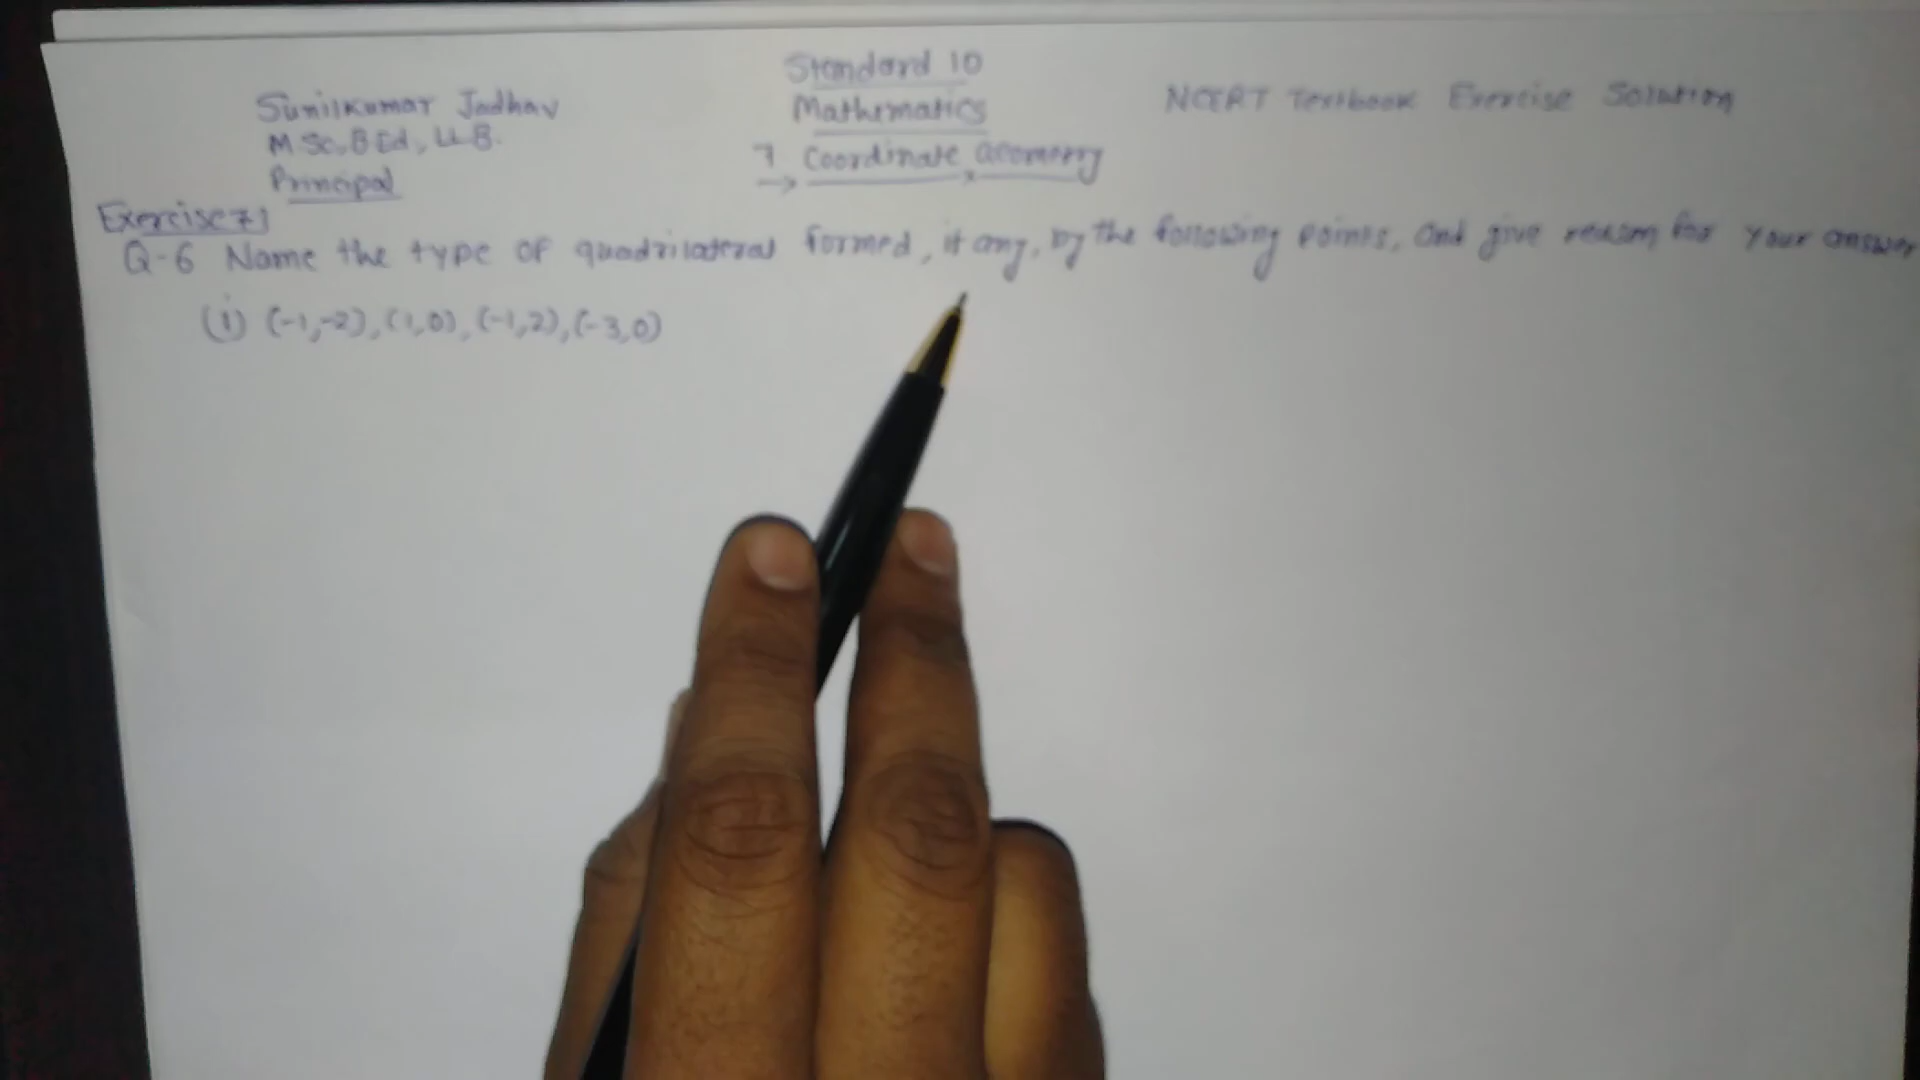 Standard 10
Sunilkumar Jadhav
Mathematics
NCERT Textbook Exercise Solution
M.Sc, B.Ed, LL.B.
7 Coordinate Geometry
Principal
Exercise 7.1
Q-6 Name the type of quadrilateral formed, if any, by the following points, and give reason for your answer
(i) (-1,-2), (1,0), (-1,2), (-3,0)